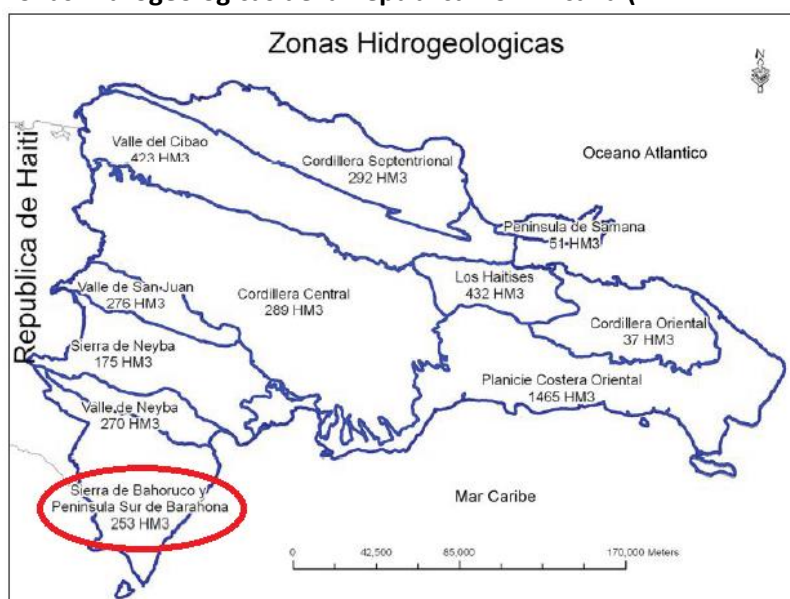 Zonas Hidrogeologicas
N
Valle del Cibao
423 HM3
Cordillera Septentrional
292 HM3
Oceano Atlantico
Republica de Haiti
Peninsula de Samana
51 HM3
Valle de San Juan
276 HM3
Cordillera Central
289 HM3
Los Haitises
432 HM3
Cordillera Oriental
37 HM3
Sierra de Neyba
175 HM3
Planicie Costera Oriental
1465 HM3
Valle de Neyba
270 HM3
Sierra de Bahoruco y
Peninsula Sur de Barahona
253 HM3
Mar Caribe
0 42,500 85,000 170,000 Meters